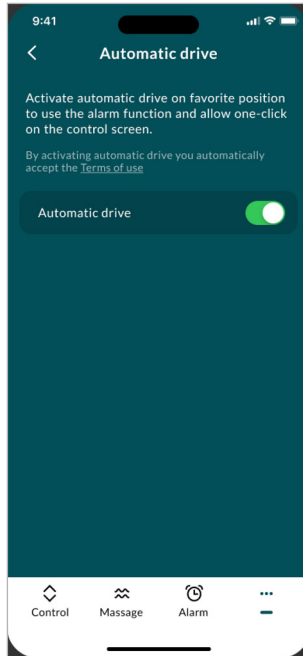 9:41
Automatic drive
Activate automatic drive on favorite position
to use the alarm function and allow one-click
on the control screen.
By activating automatic drive you automatically
accept the Terms of use
Automatic drive
Control Massage Alarm